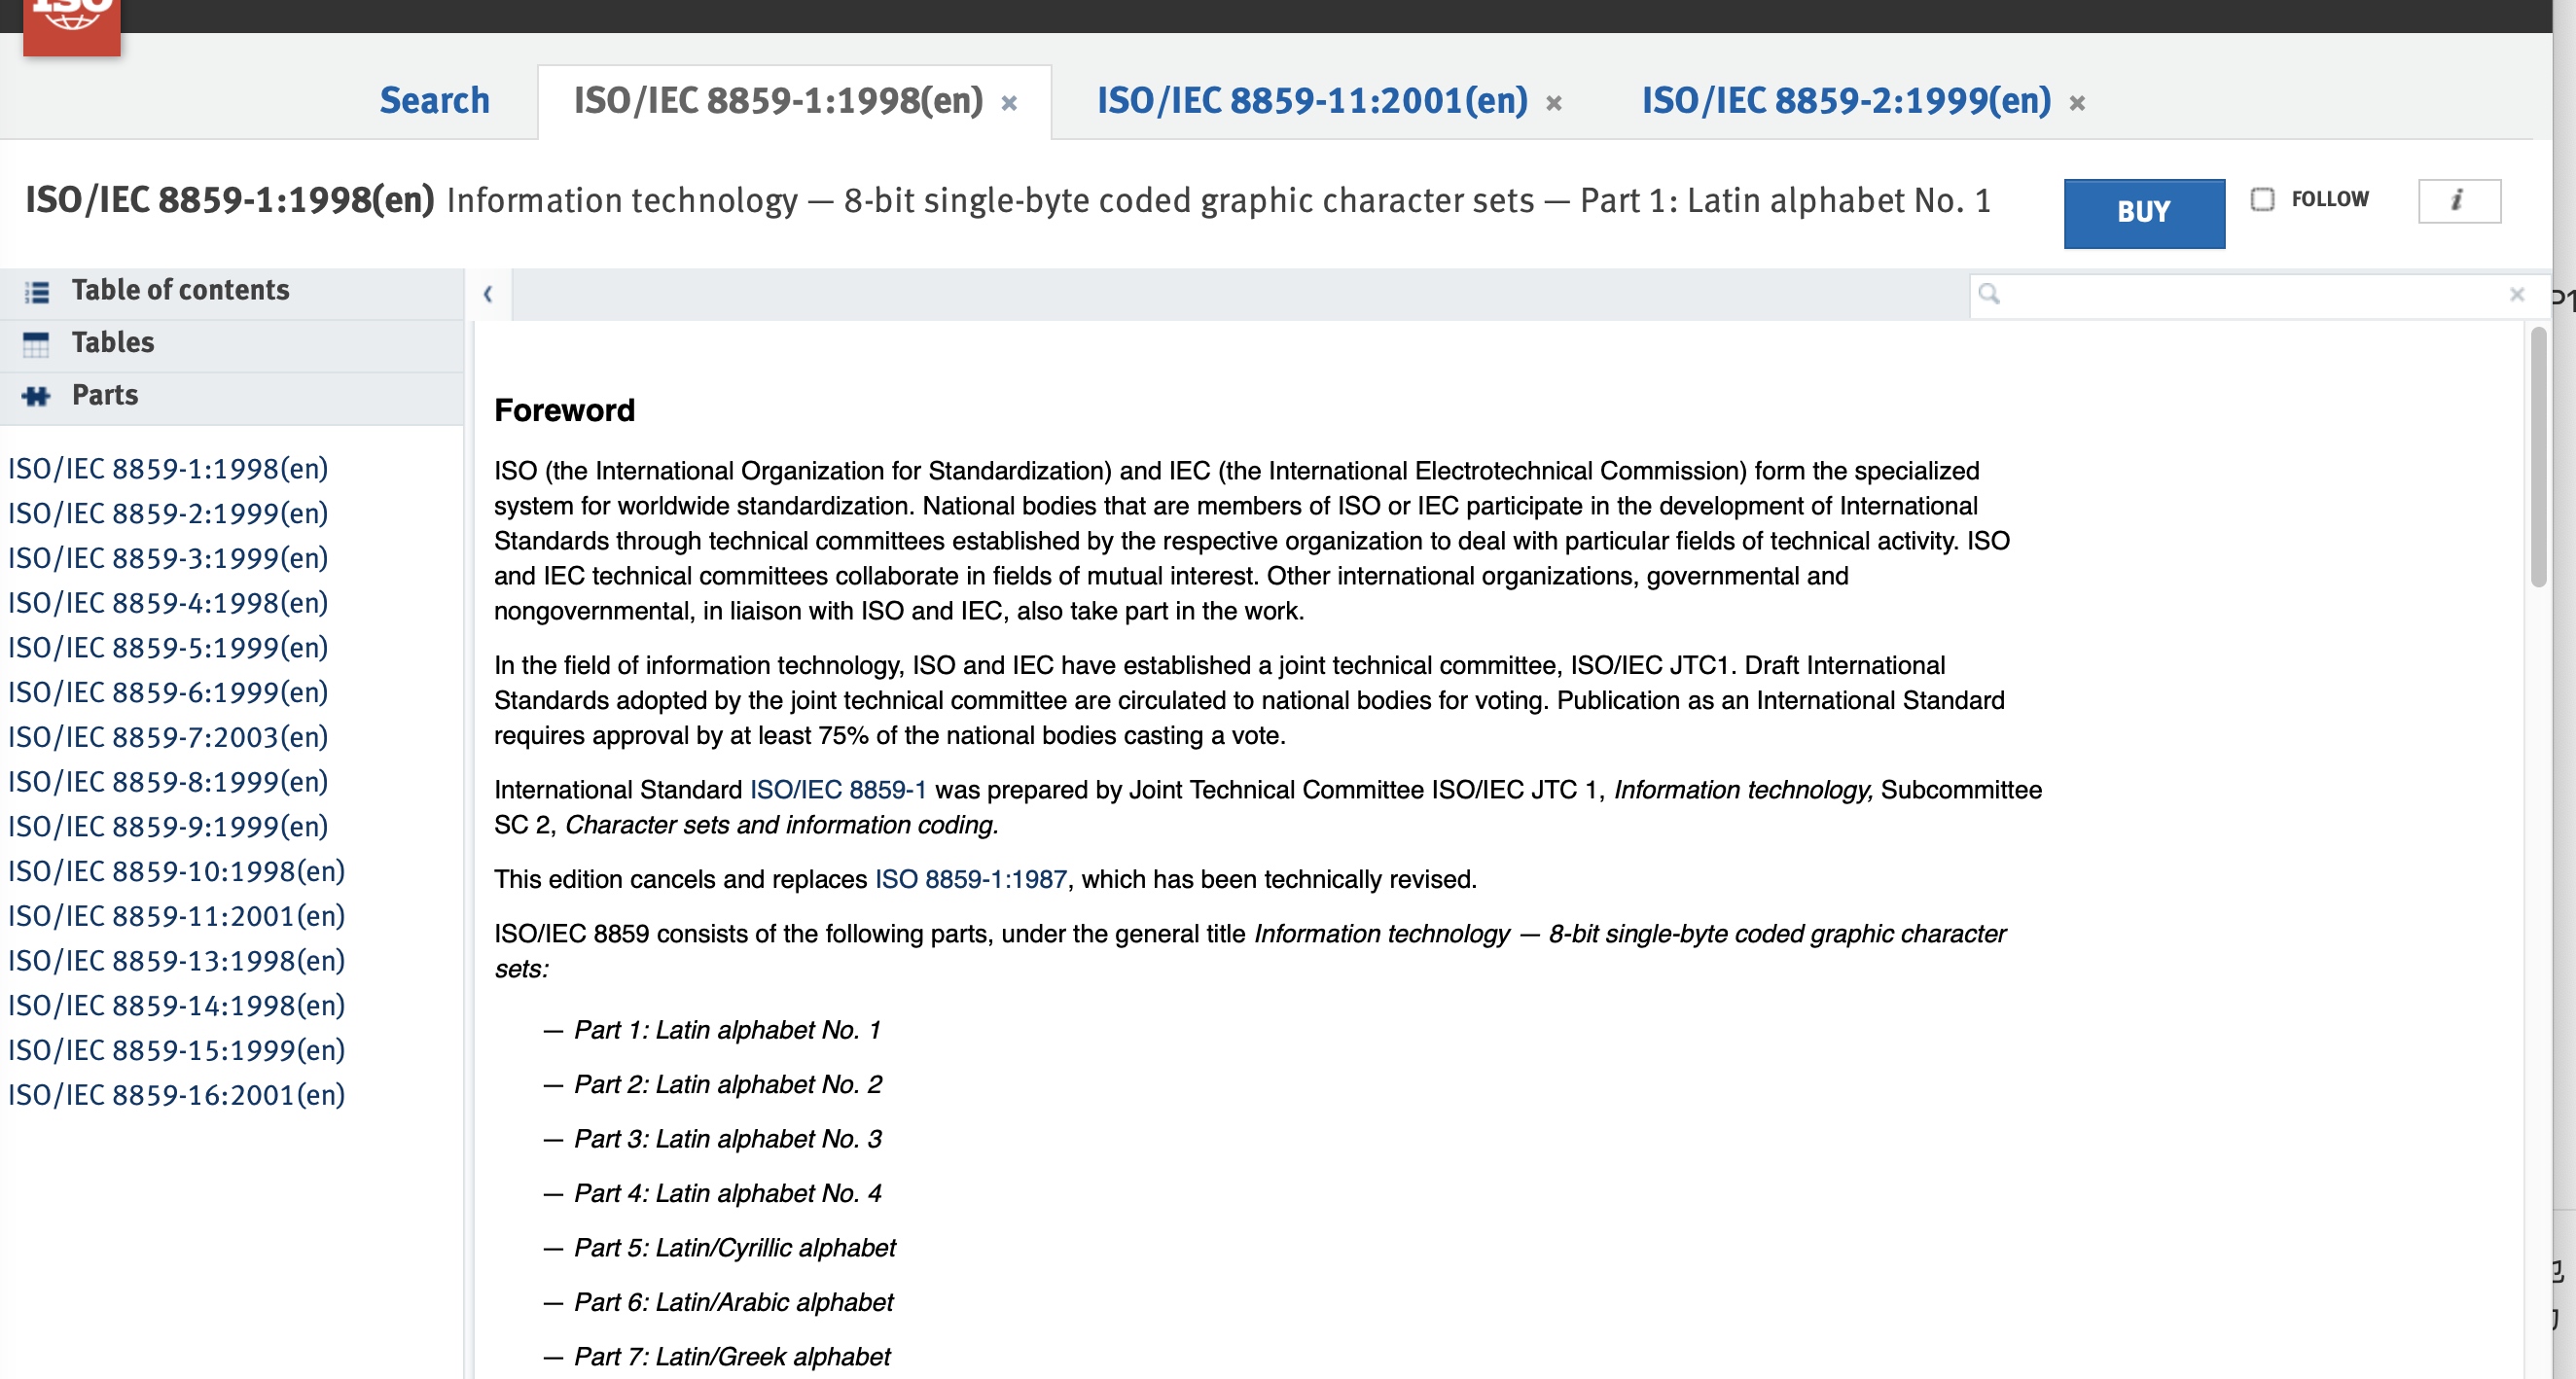 ISO
Search
ISO/IEC 8859-1:1998(en) ×
ISO/IEC 8859-11:2001(en) ×
ISO/IEC 8859-2:1999(en) ×
ISO/IEC 8859-1:1998(en) Information technology — 8-bit single-byte coded graphic character sets — Part 1: Latin alphabet No. 1
BUY
FOLLOW
i
Table of contents
Tables
Parts
ISO/IEC 8859-1:1998(en)
ISO/IEC 8859-2:1999(en)
ISO/IEC 8859-3:1999(en)
ISO/IEC 8859-4:1998(en)
ISO/IEC 8859-5:1999(en)
ISO/IEC 8859-6:1999(en)
ISO/IEC 8859-7:2003(en)
ISO/IEC 8859-8:1999(en)
ISO/IEC 8859-9:1999(en)
ISO/IEC 8859-10:1998(en)
ISO/IEC 8859-11:2001(en)
ISO/IEC 8859-13:1998(en)
ISO/IEC 8859-14:1998(en)
ISO/IEC 8859-15:1999(en)
ISO/IEC 8859-16:2001(en)
Foreword
ISO (the International Organization for Standardization) and IEC (the International Electrotechnical Commission) form the specialized
system for worldwide standardization. National bodies that are members of ISO or IEC participate in the development of International
Standards through technical committees established by the respective organization to deal with particular fields of technical activity. ISO
and IEC technical committees collaborate in fields of mutual interest. Other international organizations, governmental and
nongovernmental, in liaison with ISO and IEC, also take part in the work.
In the field of information technology, ISO and IEC have established a joint technical committee, ISO/IEC JTC1. Draft International
Standards adopted by the joint technical committee are circulated to national bodies for voting. Publication as an International Standard
requires approval by at least 75% of the national bodies casting a vote.
International Standard ISO/IEC 8859-1 was prepared by Joint Technical Committee ISO/IEC JTC 1, Information technology, Subcommittee
SC 2, Character sets and information coding.
This edition cancels and replaces ISO 8859-1:1987, which has been technically revised.
ISO/IEC 8859 consists of the following parts, under the general title Information technology — 8-bit single-byte coded graphic character
sets:
— Part 1: Latin alphabet No. 1
— Part 2: Latin alphabet No. 2
— Part 3: Latin alphabet No. 3
— Part 4: Latin alphabet No. 4
— Part 5: Latin/Cyrillic alphabet
— Part 6: Latin/Arabic alphabet
— Part 7: Latin/Greek alphabet